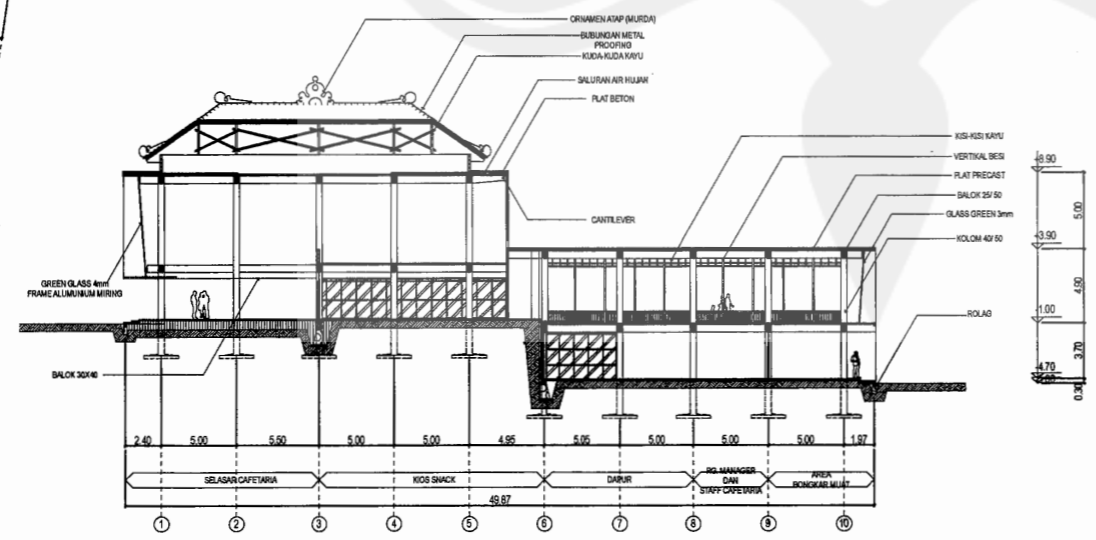 ORNAMEN ATAP (MURDA)
BUBUNGAN METAL
PROOFING
KUDA-KUDA KAYU
SALURAN AIR HUJAN
PLAT BETON
KISI-KISI KAYU
VERTIKAL BESI
PLAT PRECAST
BALOK 25/ 50
GLASS GREEN 3mm
KOLOM 40/ 50
CANTILEVER
GREEN GLASS 4mm
FRAME ALUMUNIUM MIRING
BALOK 30X40
ROLAG
8.90
5.00
3.90
4.90
1.00
3.70
4.70
0.30
2.40 5.00 5.50 5.00 5.00 4.95 5.05 5.00 5.00 5.00 1.97
SELASAR CAFETARIA
KIOS SNACK
DAPUR
RG. MANAGER
DAN
STAFF CAFETARIA
AREA
BONGKAR MUAT
49.87
1 2 3 4 5 6 7 8 9 10